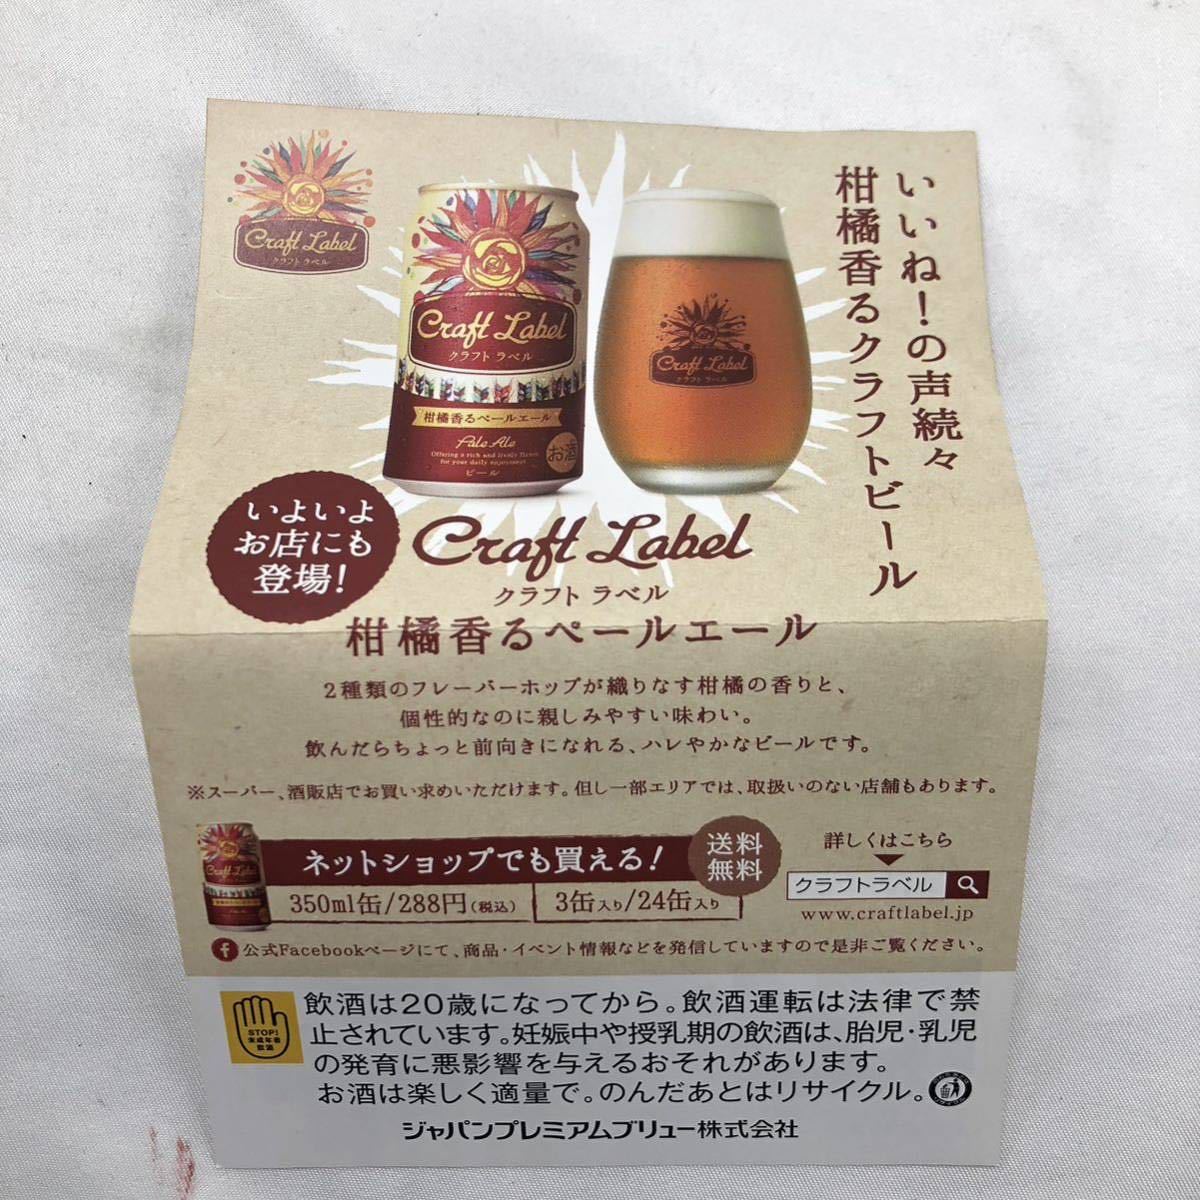 Craft Label
クラフト ラベル
Craft Label
クラフト ラベル
柑橘香るペールエール
Pale Ale
Offering a rich and lively flavor
for your daily enjoyment
ビール
お酒
Craft Label
クラフト ラベル
いいね！の声続々
柑橘香るクラフトビール
いよいよ
お店にも
登場！
Craft Label
クラフト ラベル
柑橘香るペールエール
2種類のフレーバーホップが織りなす柑橘の香りと、
個性的なのに親しみやすい味わい。
飲んだらちょっと前向きになれる、ハレやかなビールです。
※スーパー、酒販店でお買い求めいただけます。但し一部エリアでは、取扱いのない店舗もあります。
Craft Label
ネットショップでも買える！
送料
無料
350ml缶/288円(税込)
3缶入り/24缶入り
詳しくはこちら
クラフトラベル
www.craftlabel.jp
f 公式Facebookページにて、商品・イベント情報などを発信していますので是非ご覧ください。
STOP!
未成年者
飲酒
飲酒は20歳になってから。飲酒運転は法律で禁
止されています。妊娠中や授乳期の飲酒は、胎児・乳児
の発育に悪影響を与えるおそれがあります。
お酒は楽しく適量で。のんだあとはリサイクル。
ジャパンプレミアムブリュー株式会社